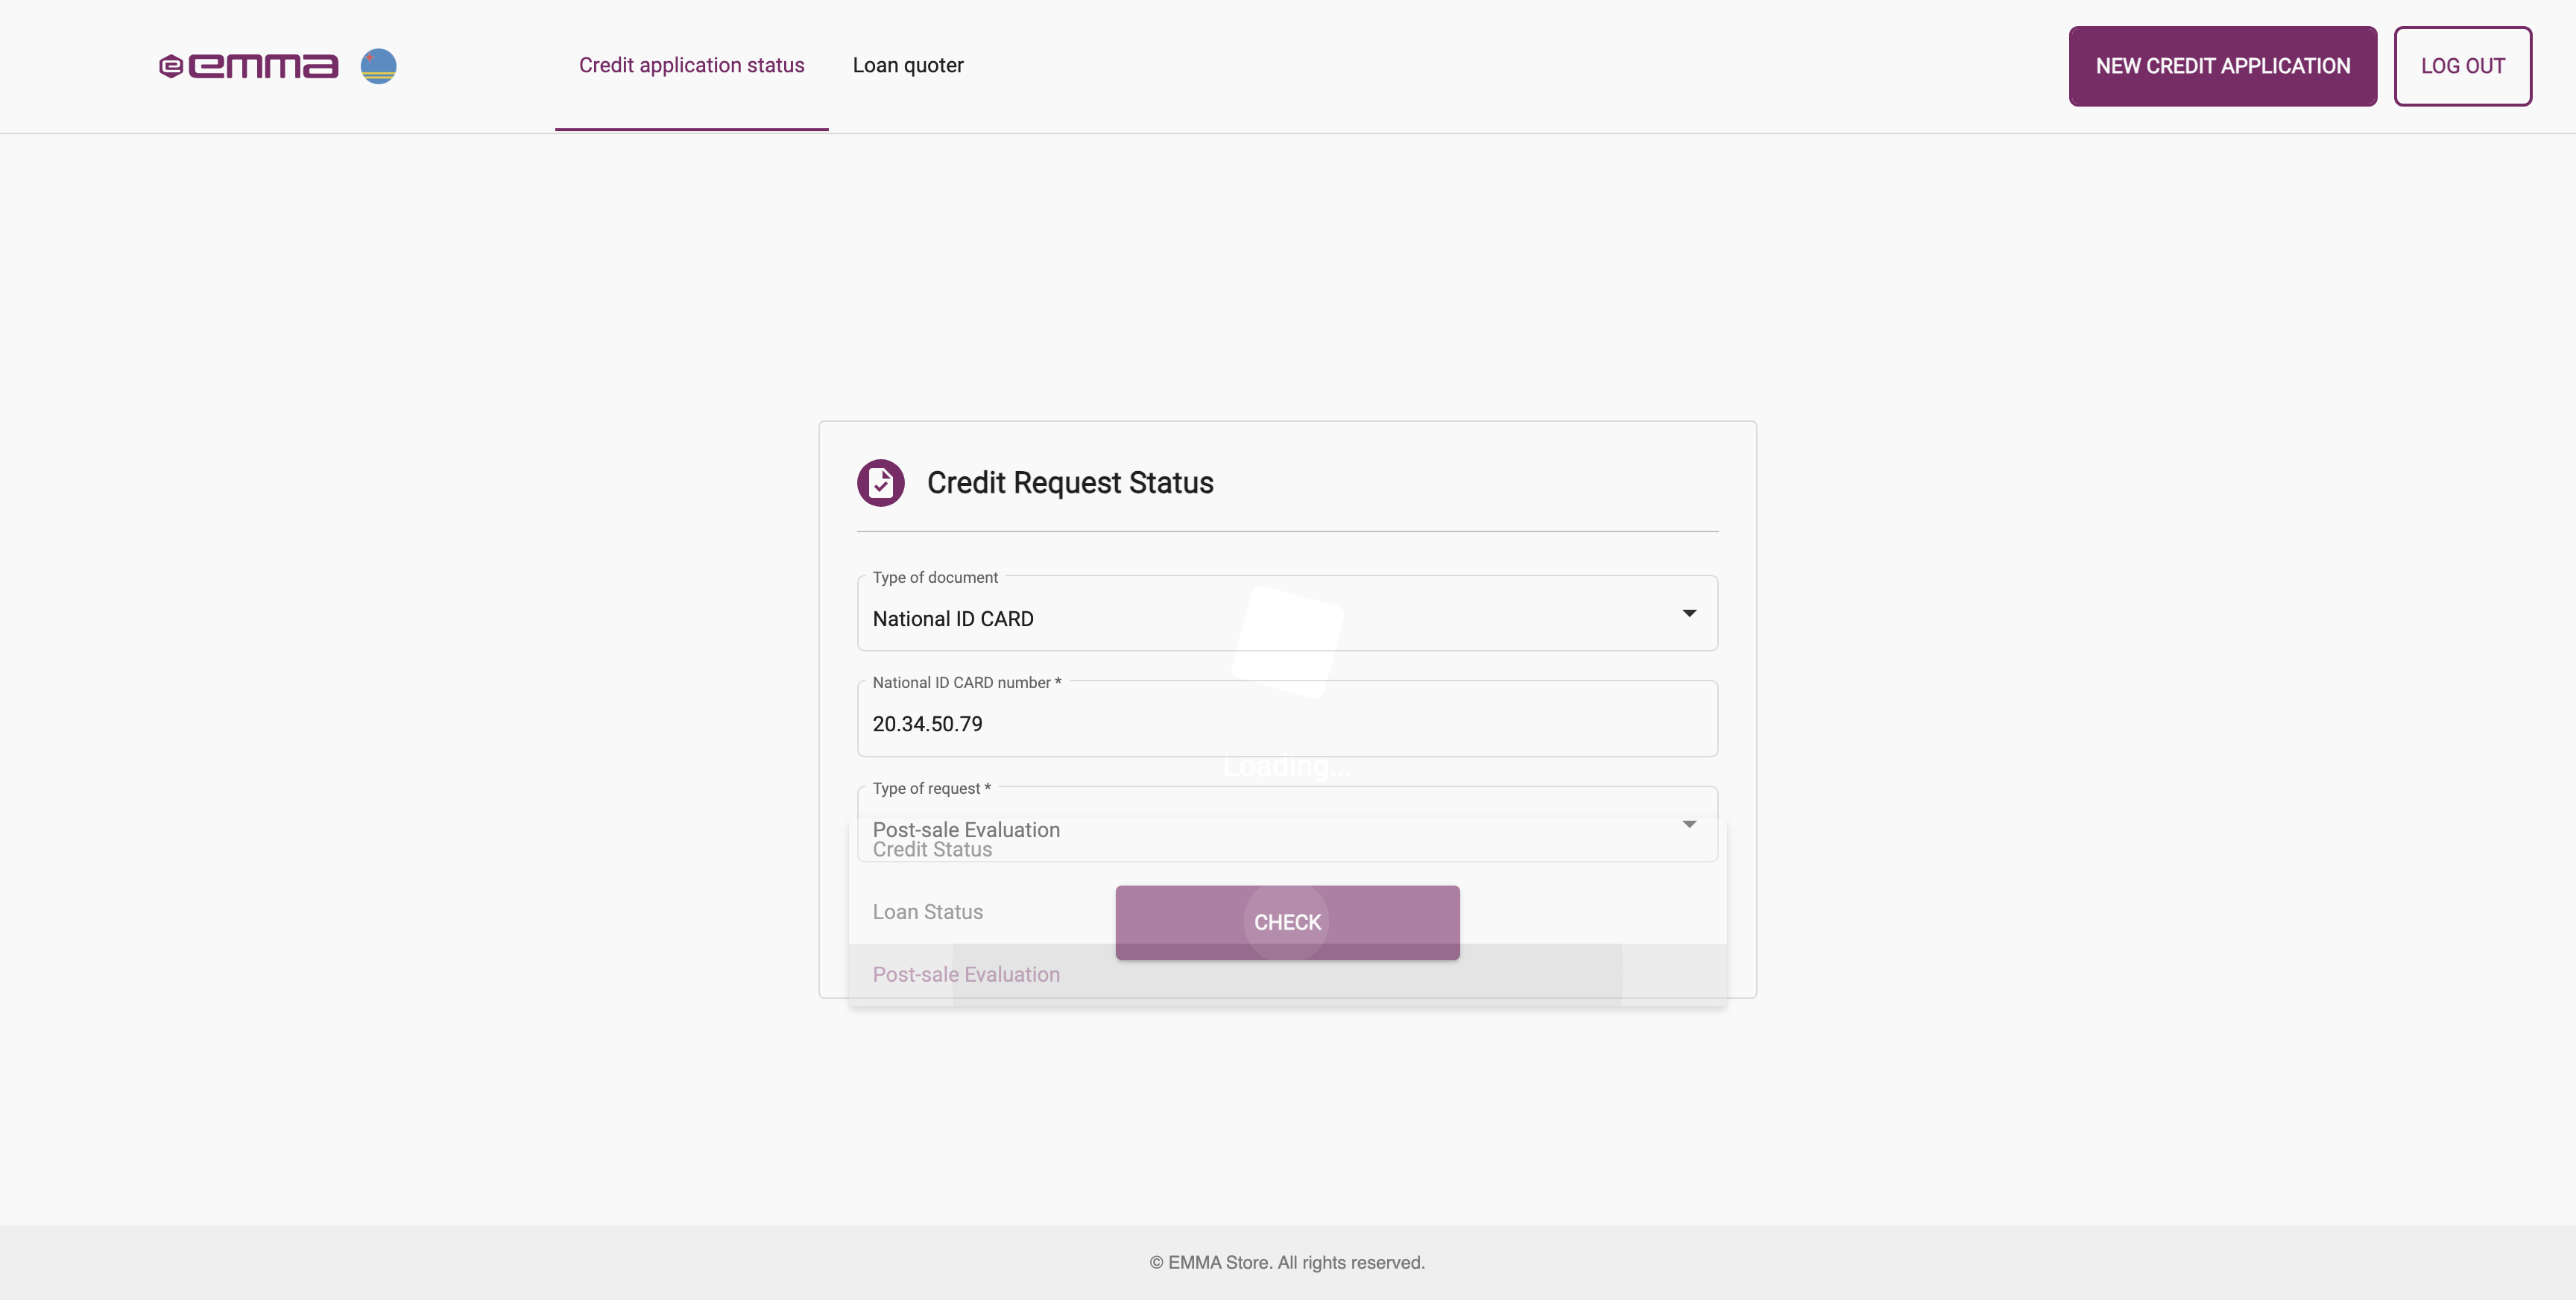 emma
Credit application status
Loan quoter
NEW CREDIT APPLICATION
LOG OUT
Credit Request Status
Type of document
National ID CARD
National ID CARD number *
20.34.50.79
Loading...
Type of request *
Post-sale Evaluation
Credit Status
Loan Status
CHECK
Post-sale Evaluation
© EMMA Store. All rights reserved.